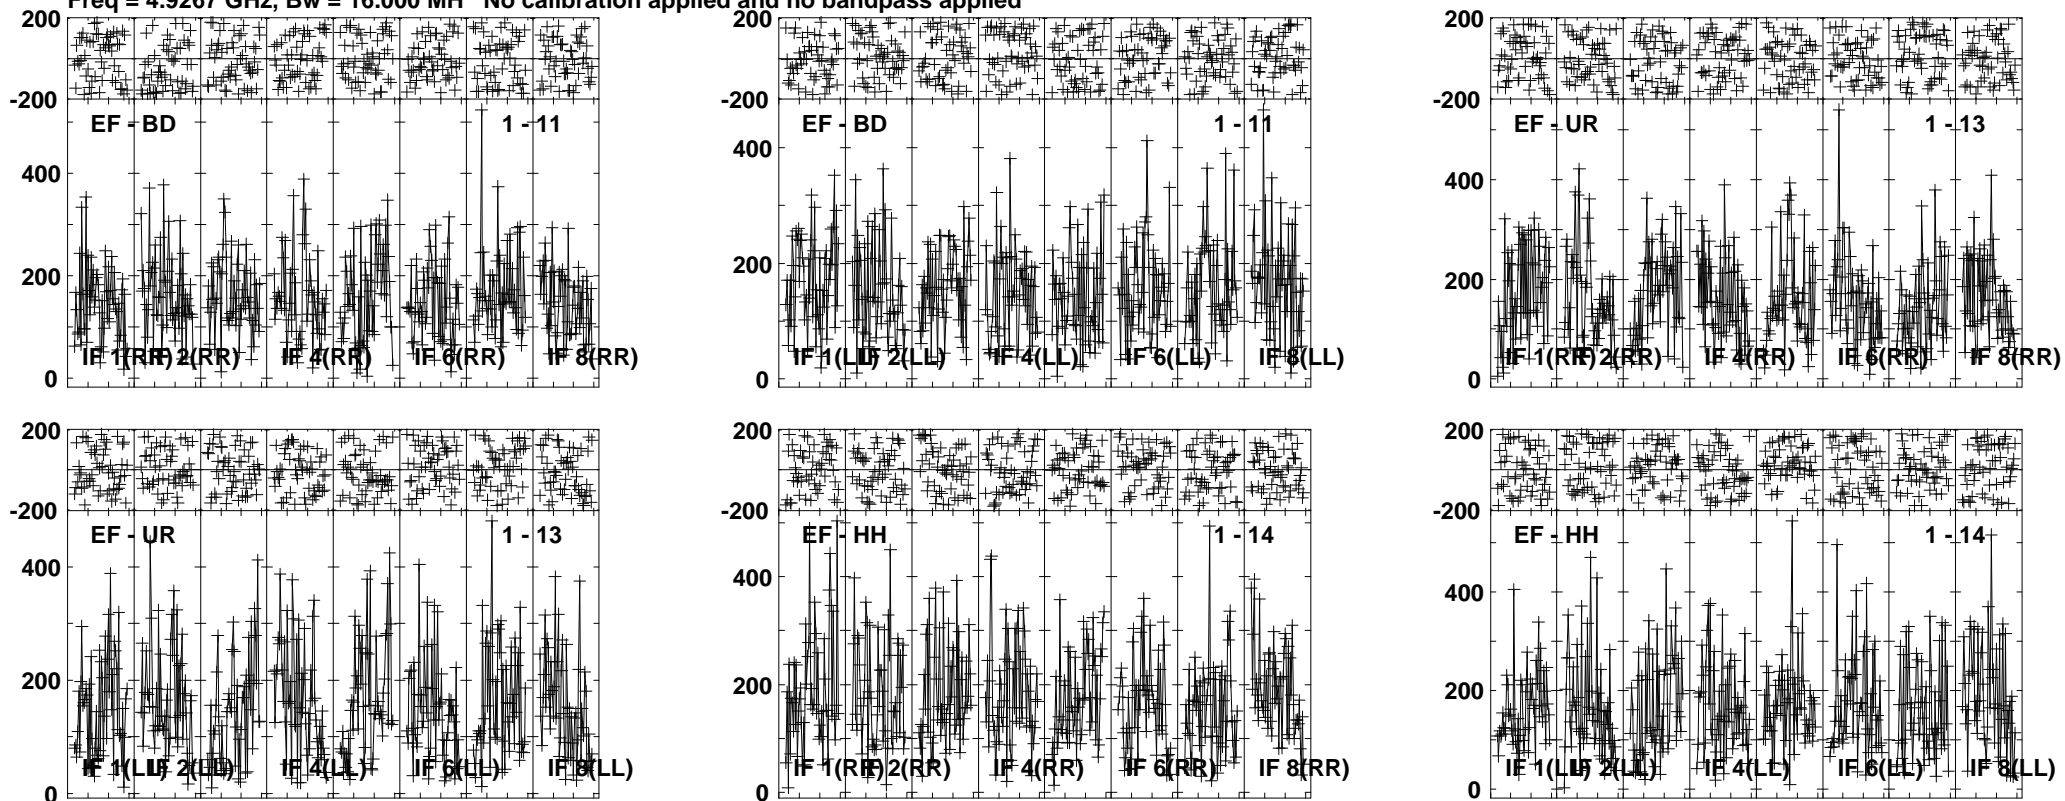 Freq = 4.9267 GHz, Bw = 16.000 MH No calibration applied and no bandpass applied
200
-200
EF - BD 1 - 11
400
200
0
IF 1(RR) IF 2(RR) IF 4(RR) IF 6(RR) IF 8(RR)
200
-200
EF - BD 1 - 11
400
200
0
IF 1(LL) IF 2(LL) IF 4(LL) IF 6(LL) IF 8(LL)
200
-200
EF - UR 1 - 13
400
200
0
IF 1(RR) IF 2(RR) IF 4(RR) IF 6(RR) IF 8(RR)
200
-200
EF - UR 1 - 13
400
200
0
IF 1(LL) IF 2(LL) IF 4(LL) IF 6(LL) IF 8(LL)
200
-200
EF - HH 1 - 14
400
200
0
IF 1(RR) IF 2(RR) IF 4(RR) IF 6(RR) IF 8(RR)
200
-200
EF - HH 1 - 14
400
200
0
IF 1(LL) IF 2(LL) IF 4(LL) IF 6(LL) IF 8(LL)